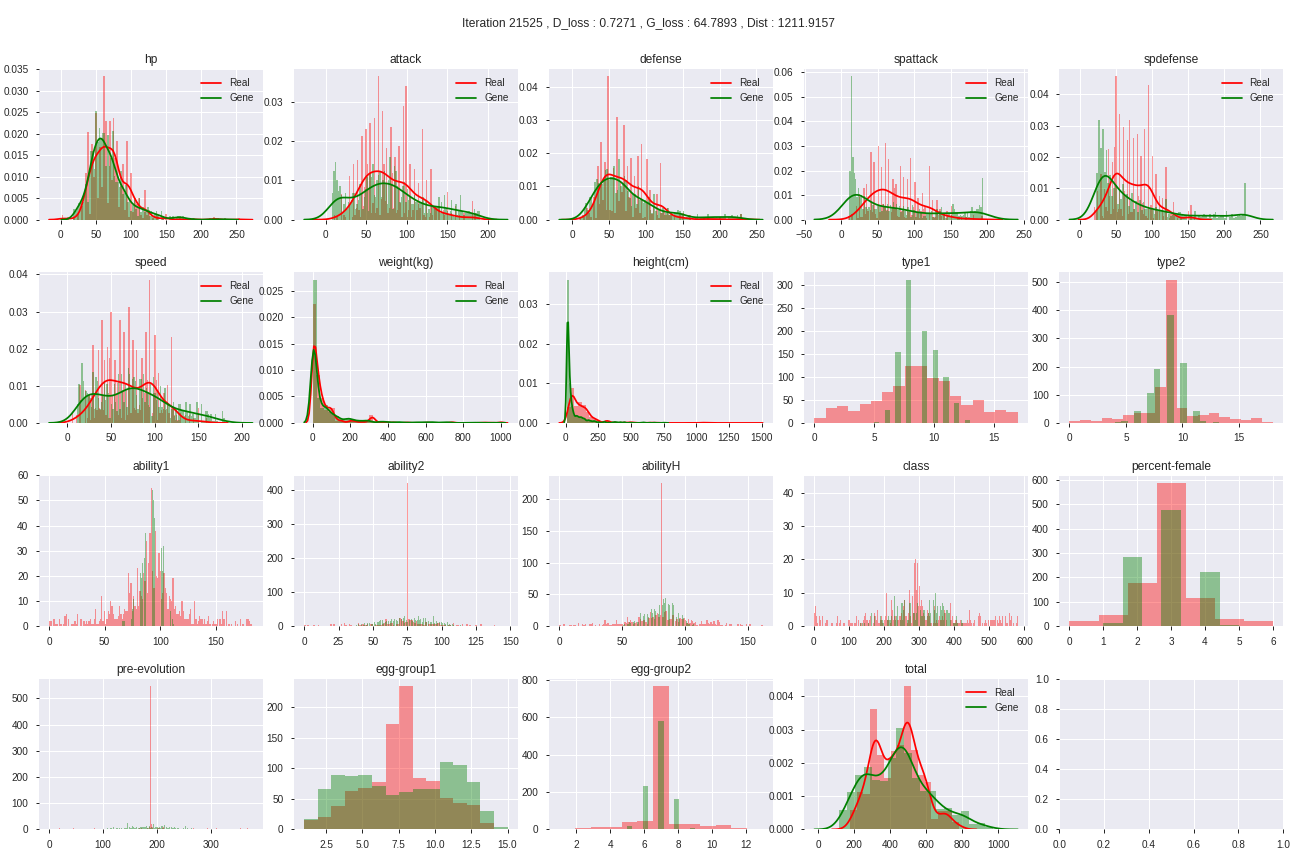 Iteration 21525 , D_loss : 0.7271 , G_loss : 64.7893 , Dist : 1211.9157
hp attack defense spattack spdefense
0.035 0.030 0.025 0.020 0.015 0.010 0.005 0.000
Real
Gene
0 50 100 150 200 250
0.03 0.02 0.01 0.00
Real
Gene
0 50 100 150 200
0.04 0.03 0.02 0.01 0.00
Real
Gene
0 50 100 150 200 250
0.06 0.05 0.04 0.03 0.02 0.01 0.00
Real
Gene
−50 0 50 100 150 200 250
0.04 0.03 0.02 0.01 0.00
Real
Gene
0 50 100 150 200 250
speed weight(kg) height(cm) type1 type2
0.04 0.03 0.02 0.01 0.00
Real
Gene
0 50 100 150 200
0.025 0.020 0.015 0.010 0.005 0.000
Real
Gene
0 200 400 600 800 1000
0.03 0.02 0.01 0.00
Real
Gene
0 250 500 750 1000 1250 1500
300 250 200 150 100 50 0
0 5 10 15
500 400 300 200 100 0
0 5 10 15
ability1 ability2 abilityH class percent-female
60 50 40 30 20 10 0
0 50 100 150
400 300 200 100 0
0 25 50 75 100 125 150
200 150 100 50 0
0 50 100 150
40 30 20 10 0
0 100 200 300 400 500 600
600 500 400 300 200 100 0
0 1 2 3 4 5 6
pre-evolution egg-group1 egg-group2 total
500 400 300 200 100 0
0 100 200 300
200 150 100 50 0
2.5 5.0 7.5 10.0 12.5 15.0
800 600 400 200 0
2 4 6 8 10 12
0.004 0.003 0.002 0.001 0.000
Real
Gene
0 200 400 600 800 1000
1.0 0.8 0.6 0.4 0.2 0.0
0.0 0.2 0.4 0.6 0.8 1.0